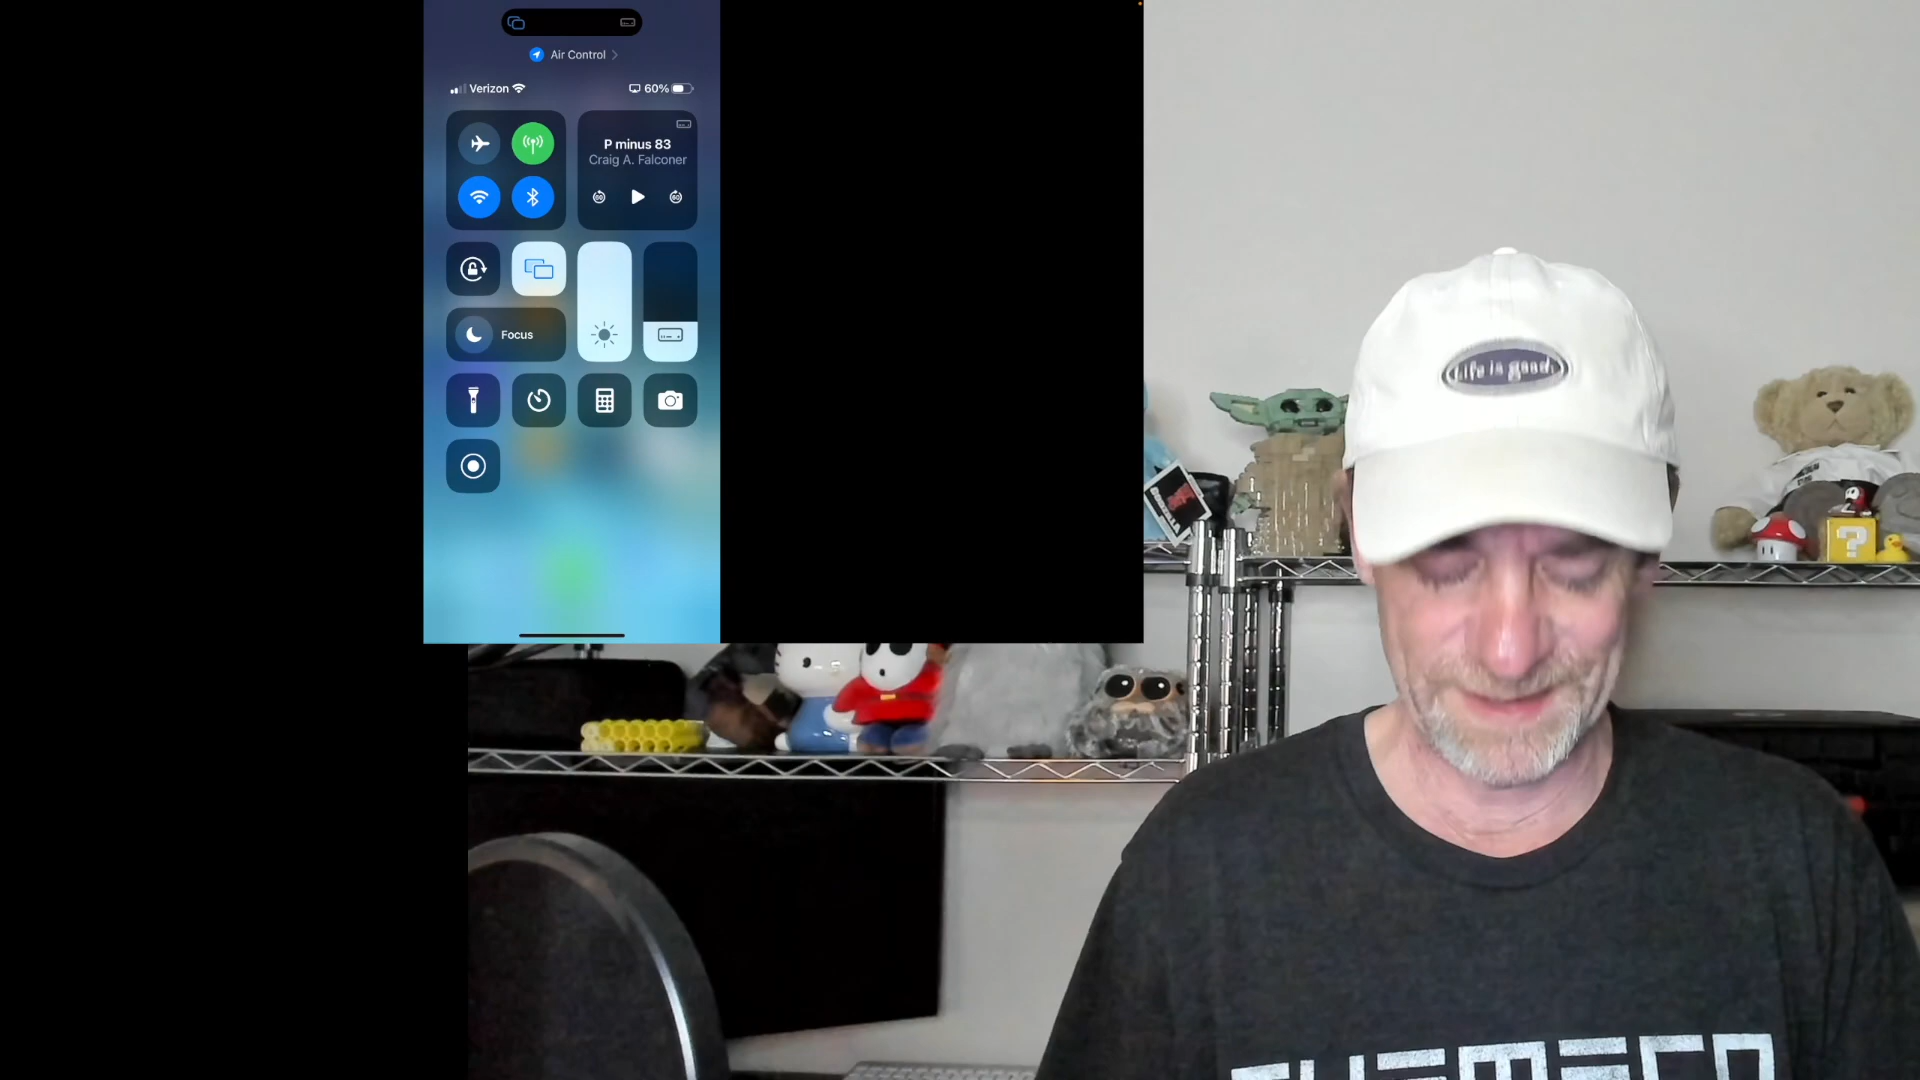 Air Control
Verizon
60%
P minus 83
Craig A. Falconer
Focus
Life is good.
?